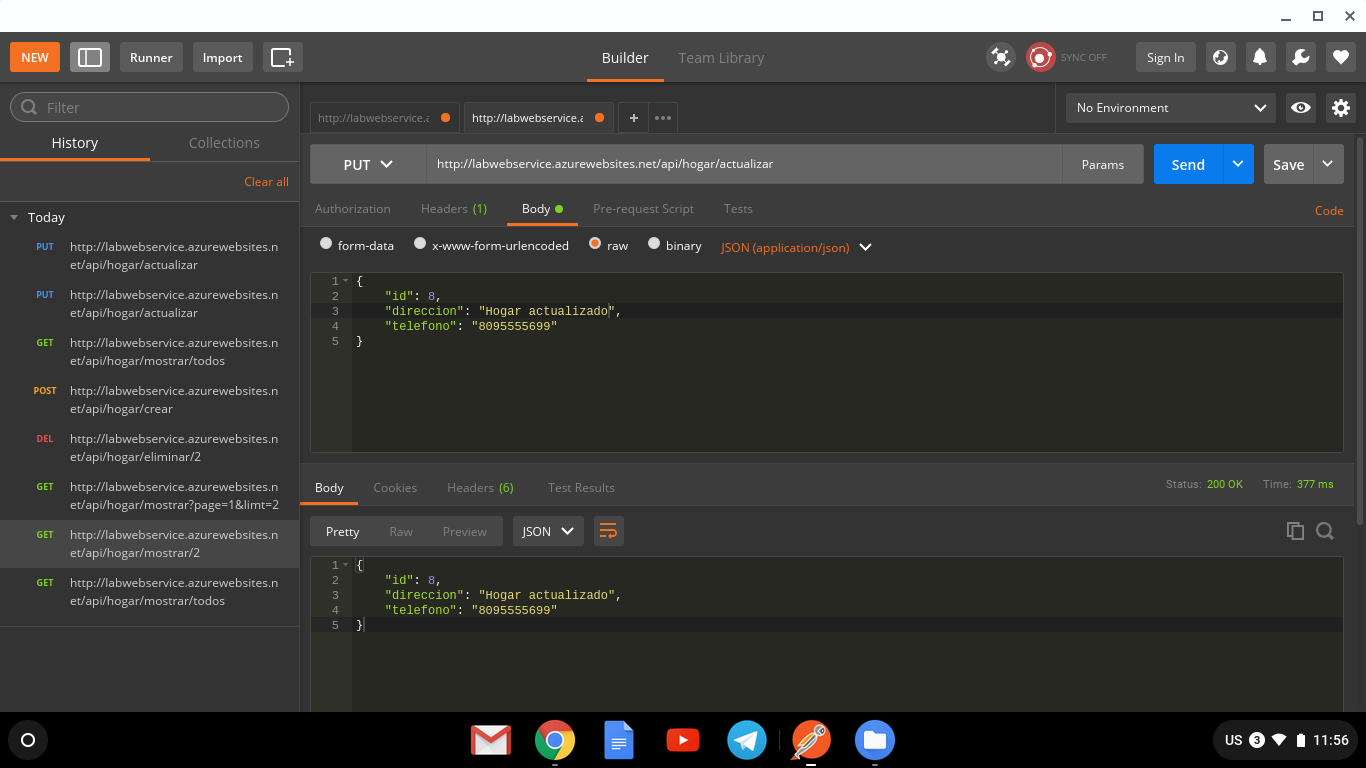 NEW
Runner
Import
Builder
Team Library
SYNC OFF
Sign In
Filter
History
Collections
Clear all
Today
PUT http://labwebservice.azurewebsites.n
et/api/hogar/actualizar
PUT http://labwebservice.azurewebsites.n
et/api/hogar/actualizar
GET http://labwebservice.azurewebsites.n
et/api/hogar/mostrar/todos
POST http://labwebservice.azurewebsites.n
et/api/hogar/crear
DEL http://labwebservice.azurewebsites.n
et/api/hogar/eliminar/2
GET http://labwebservice.azurewebsites.n
et/api/hogar/mostrar?page=1&limt=2
GET http://labwebservice.azurewebsites.n
et/api/hogar/mostrar/2
GET http://labwebservice.azurewebsites.n
et/api/hogar/mostrar/todos
http://labwebservice.a
http://labwebservice.a
+
•••
No Environment
PUT
http://labwebservice.azurewebsites.net/api/hogar/actualizar
Params
Send
Save
Authorization
Headers (1)
Body
Pre-request Script
Tests
Code
form-data
x-www-form-urlencoded
raw
binary
JSON (application/json)
1 {
2 "id": 8,
3 "direccion": "Hogar actualizado",
4 "telefono": "8095555699"
5 }
Body
Cookies
Headers (6)
Test Results
Status: 200 OK
Time: 377 ms
Pretty
Raw
Preview
JSON
1 {
2 "id": 8,
3 "direccion": "Hogar actualizado",
4 "telefono": "8095555699"
5 }
US
3
11:56